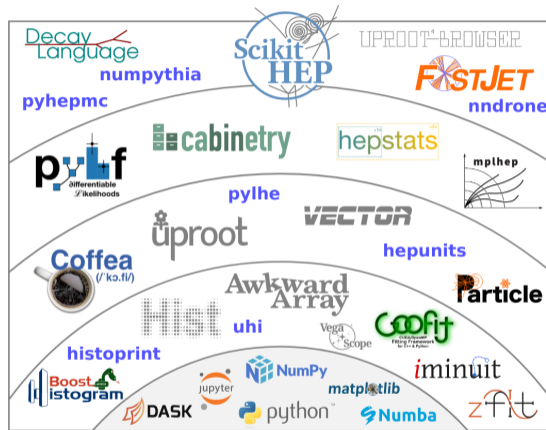 Decay
Language
Scikit
HEP
UPROOT-BROWSER
numpythia
FASTJET
pyhepmc
nndrone
pyhf
differentiable
Likelihoods
cabinetry
hepstats
mplhep
pylhe
uproot
VECTOR
hepunits
Coffea
(/'kɔ.fi/)
Awkward
Array
Particle
Hist
uhi
Vega
Scope
GooFit
histoprint
iminuit
Boost
Histogram
jupyter
NumPy
matplotlib
zfit
DASK
python
Numba